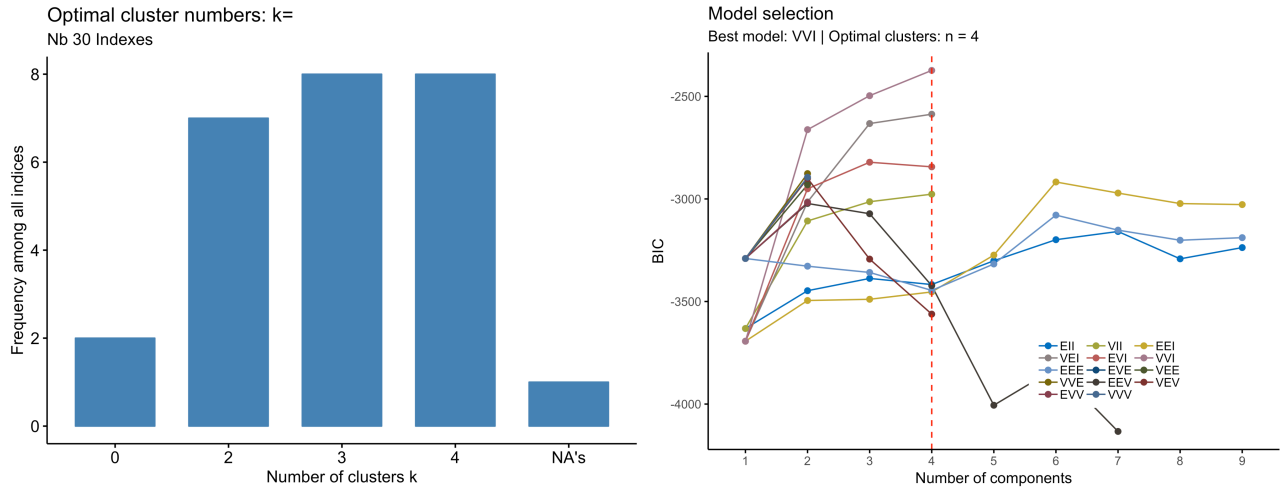 Optimal cluster numbers: k=
Nb 30 Indexes
Frequency among all indices
8
6
4
2
0
0 2 3 4 NA's
Number of clusters k
Model selection
Best model: VVI | Optimal clusters: n = 4
BIC
-2500
-3000
-3500
-4000
EII VII EEI
VEI EVI VVI
EEE EVE VEE
VVE EEV VEV
EVV VVV
1 2 3 4 5 6 7 8 9
Number of components